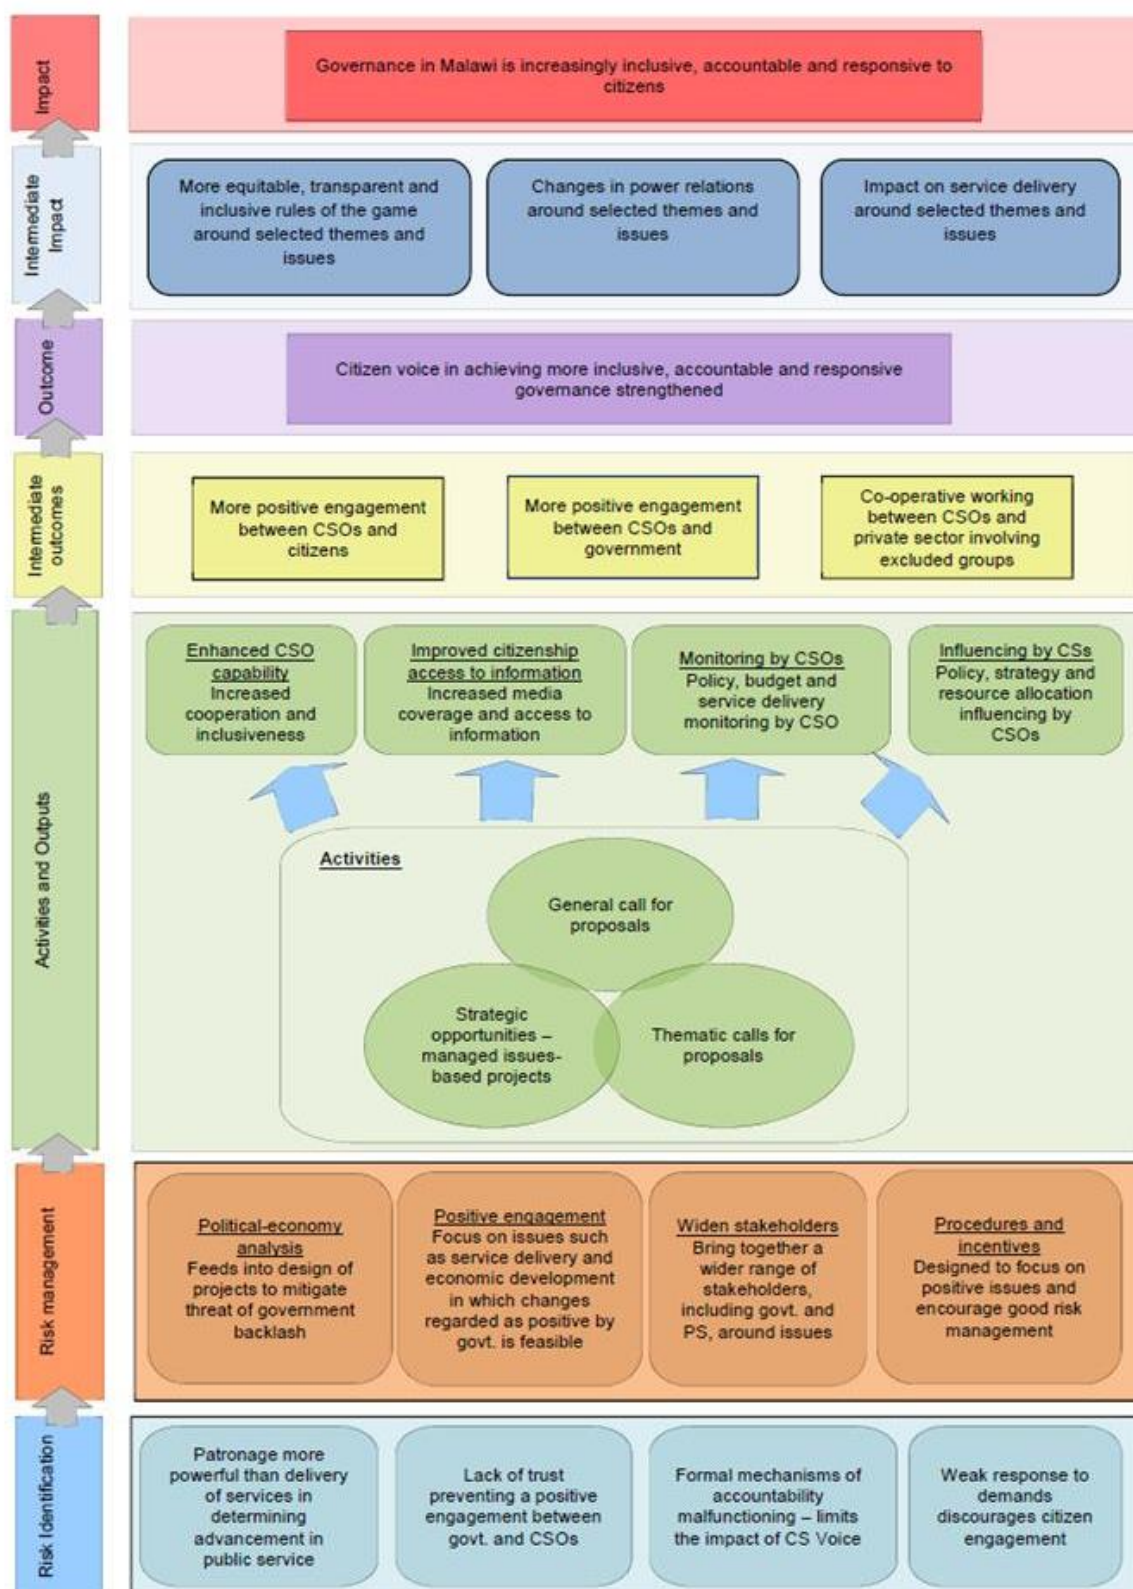 Impact
Governance in Malawi is increasingly inclusive, accountable and responsive to
citizens
Intermediate
Impact
More equitable, transparent and
inclusive rules of the game
around selected themes and
issues
Changes in power relations
around selected themes and
issues
Impact on service delivery
around selected themes and
issues
Outcome
Citizen voice in achieving more inclusive, accountable and responsive
governance strengthened
Intermediate
outcomes
More positive engagement
between CSOs and
citizens
More positive engagement
between CSOs and
government
Co-operative working
between CSOs and
private sector involving
excluded groups
Activities and Outputs
Enhanced CSO
capability
Increased
cooperation and
inclusiveness
Improved citizenship
access to information
Increased media
coverage and access to
information
Monitoring by CSOs
Policy, budget and
service delivery
monitoring by CSO
Influencing by CSs
Policy, strategy and
resource allocation
influencing by
CSOs
Activities
General call for
proposals
Strategic
opportunities –
managed issues-
based projects
Thematic calls for
proposals
Risk management
Political-economy
analysis
Feeds into design of
projects to mitigate
threat of government
backlash
Positive engagement
Focus on issues such
as service delivery and
economic development
in which changes
regarded as positive by
govt. is feasible
Widen stakeholders
Bring together a
wider range of
stakeholders,
including govt. and
PS, around issues
Procedures and
incentives
Designed to focus on
positive issues and
encourage good risk
management
Risk Identification
Patronage more
powerful than delivery
of services in
determining
advancement in
public service
Lack of trust
preventing a positive
engagement between
govt. and CSOs
Formal mechanisms of
accountability
malfunctioning – limits
the impact of CS Voice
Weak response to
demands
discourages citizen
engagement